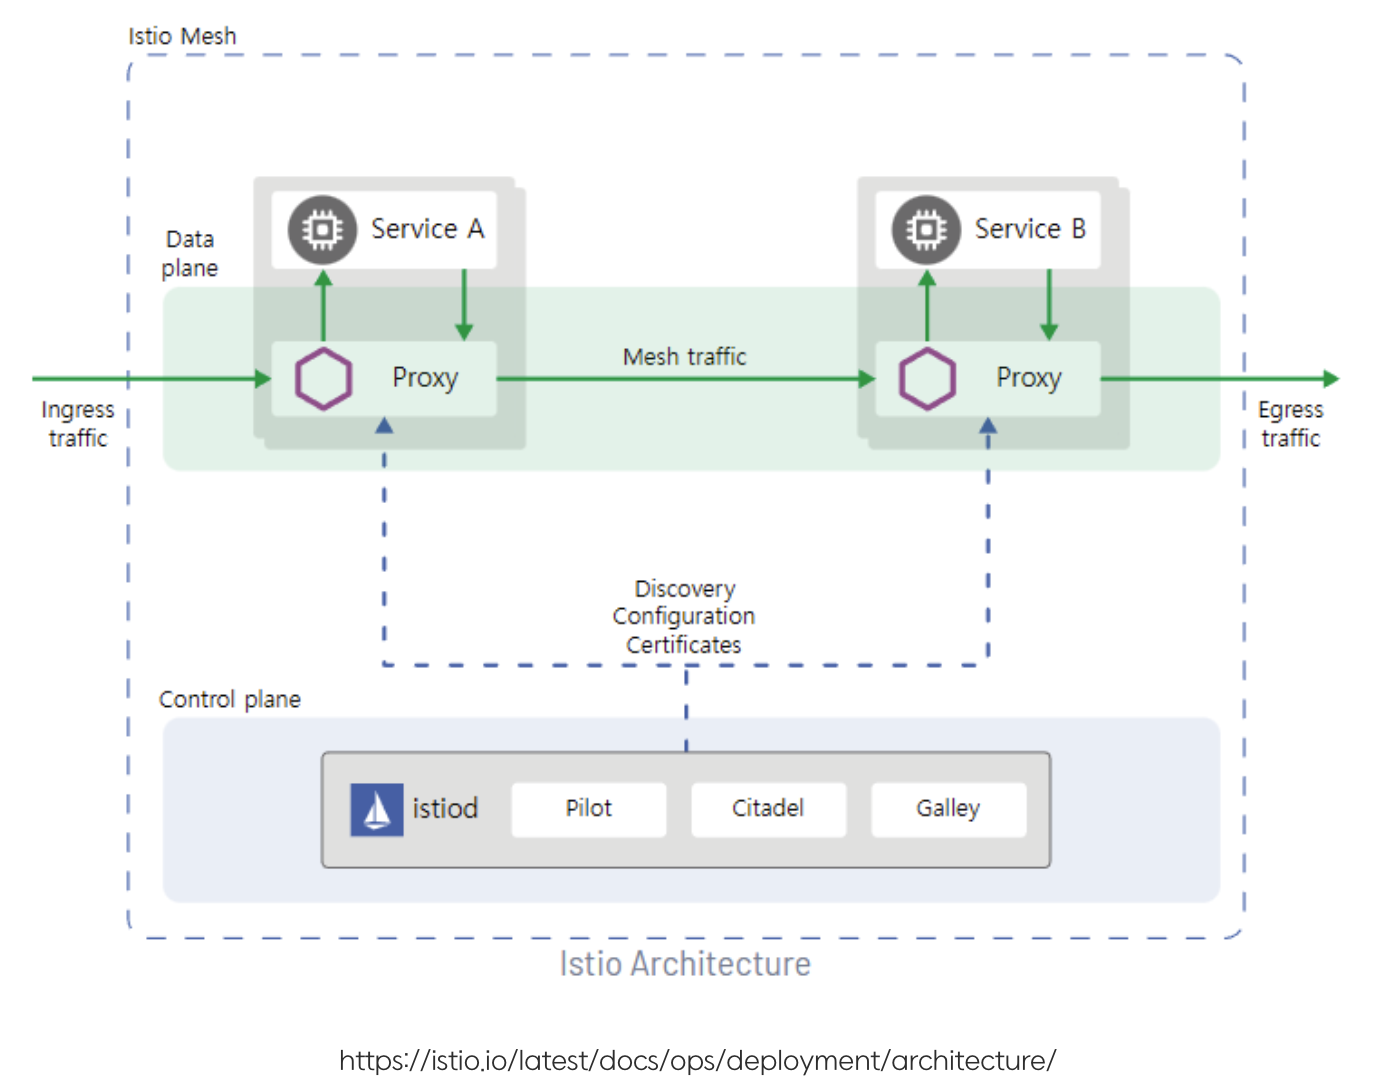 Istio Mesh
Data
plane
Service A
Service B
Proxy
Mesh traffic
Proxy
Ingress
traffic
Egress
traffic
Discovery
Configuration
Certificates
Control plane
istiod
Pilot
Citadel
Galley
Istio Architecture
https://istio.io/latest/docs/ops/deployment/architecture/